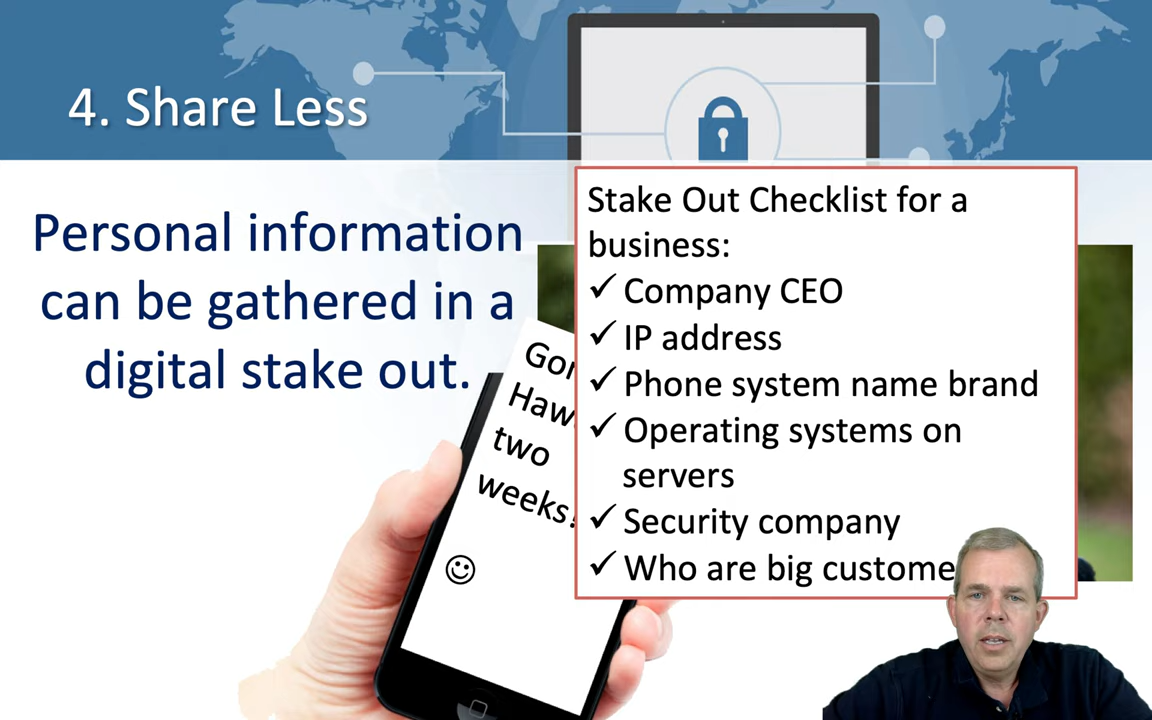 4. Share Less
Personal information
can be gathered in a
digital stake out.
two
weeks!
Stake Out Checklist for a
business:
✓ Company CEO
✓ IP address
✓ Phone system name brand
✓ Operating systems on
servers
✓ Security company
✓ Who are big